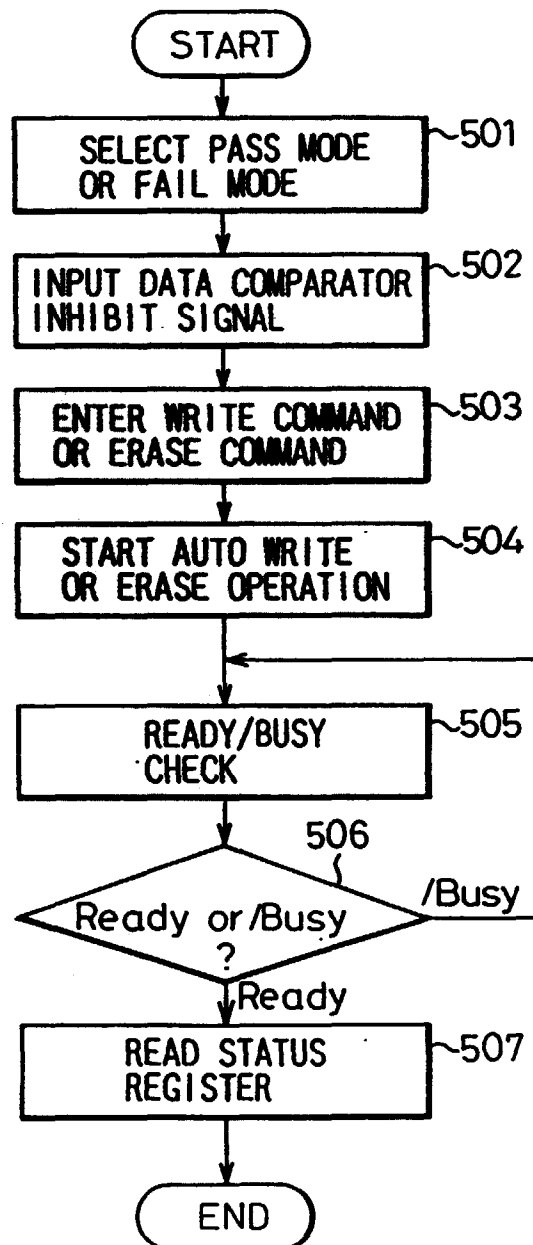 START
501
SELECT PASS MODE
OR FAIL MODE
502
INPUT DATA COMPARATOR
INHIBIT SIGNAL
503
ENTER WRITE COMMAND
OR ERASE COMMAND
504
START AUTO WRITE
OR ERASE OPERATION
505
READY/BUSY
CHECK
506
/Busy
Ready or /Busy
?
Ready
507
READ STATUS
REGISTER
END